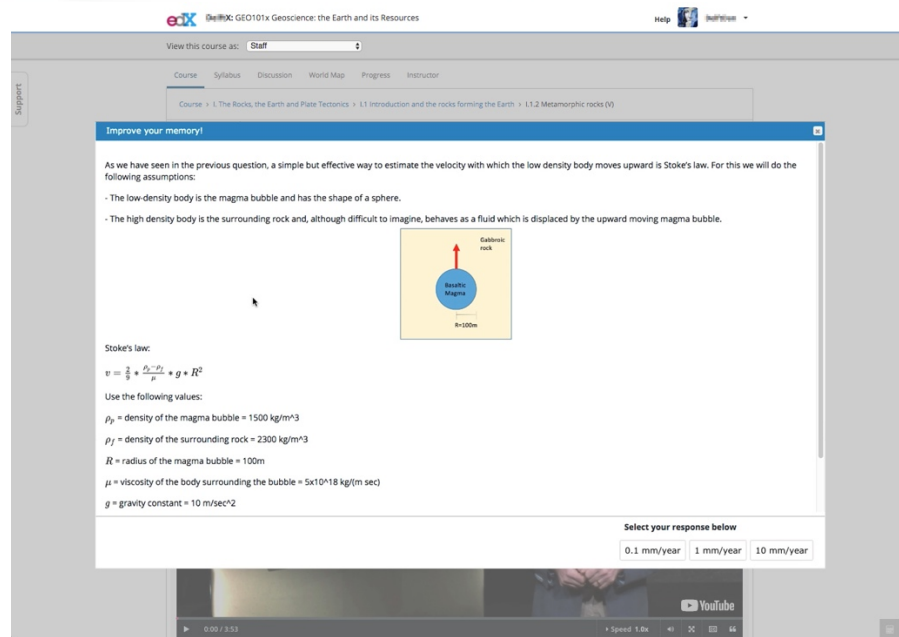 edX X: GEO101x Geoscience: the Earth and its Resources
Help
View this course as: Staff
Support
Course Syllabus Discussion World Map Progress Instructor
Course > I. The Rocks, the Earth and Plate Tectonics > I.1 Introduction and the rocks forming the Earth > I.1.2 Metamorphic rocks (V)
Improve your memory!
As we have seen in the previous question, a simple but effective way to estimate the velocity with which the low density body moves upward is Stoke's law. For this we will do the
following assumptions:
- The low-density body is the magma bubble and has the shape of a sphere.
- The high density body is the surrounding rock and, although difficult to imagine, behaves as a fluid which is displaced by the upward moving magma bubble.
Gabbroic
rock
Basaltic
Magma
R=100m
Stoke's law:
v = 2/9 * (ρp−ρf)/μ * g * R²
Use the following values:
ρp = density of the magma bubble = 1500 kg/m^3
ρf = density of the surrounding rock = 2300 kg/m^3
R = radius of the magma bubble = 100m
μ = viscosity of the body surrounding the bubble = 5x10^18 kg/(m sec)
g = gravity constant = 10 m/sec^2
Select your response below
0.1 mm/year 1 mm/year 10 mm/year
YouTube
0:00 / 3:53 Speed 1.0x